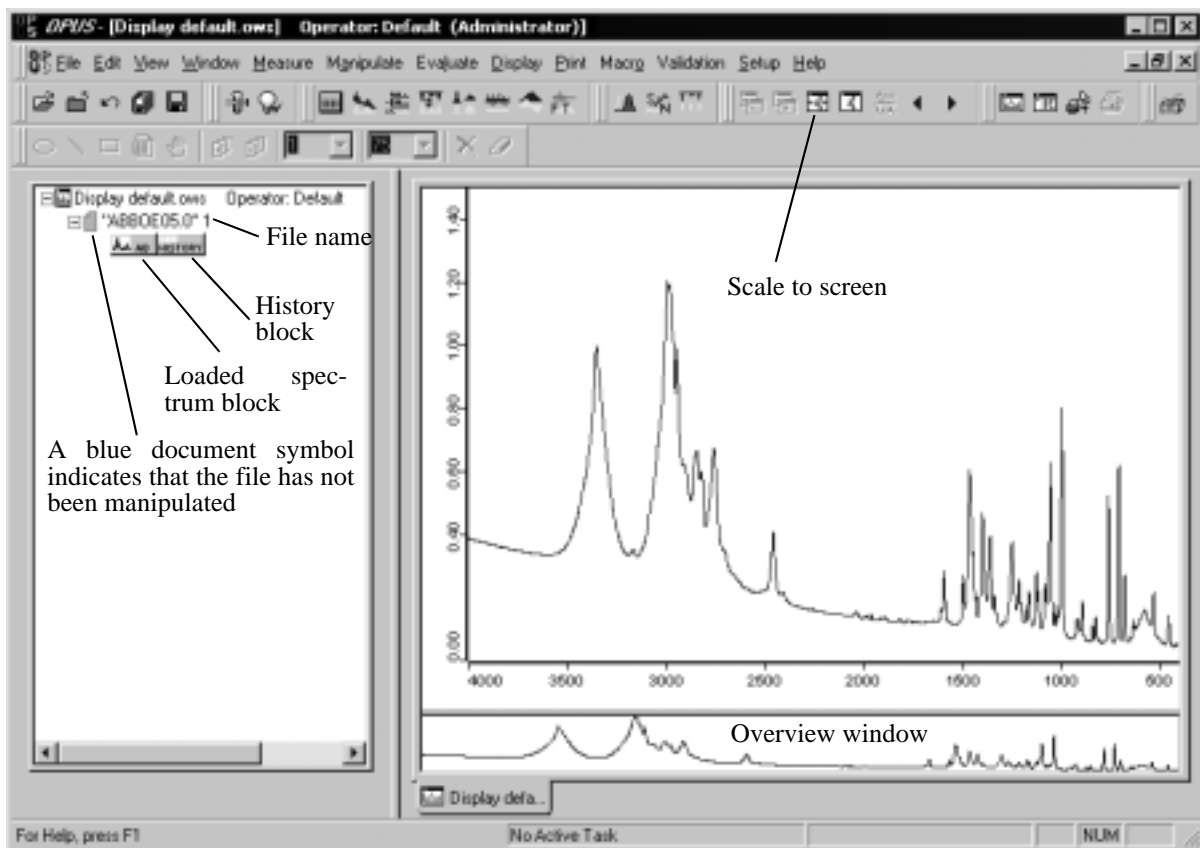 OPUS - [Display default.ows] Operator: Default (Administrator)]
File Edit View Window Measure Manipulate Evaluate Display Print Macro Validation Setup Help
Display default.ows Operator: Default
"ABBOE05.0" 1
File name
HISTORY
History
block
Loaded spec-
trum block
A blue document symbol
indicates that the file has not
been manipulated
Scale to screen
1.40
1.20
1.00
0.80
0.60
0.40
0.00
4000 3500 3000 2500 2000 1500 1000 500
Overview window
Display defa...
For Help, press F1 No Active Task NUM